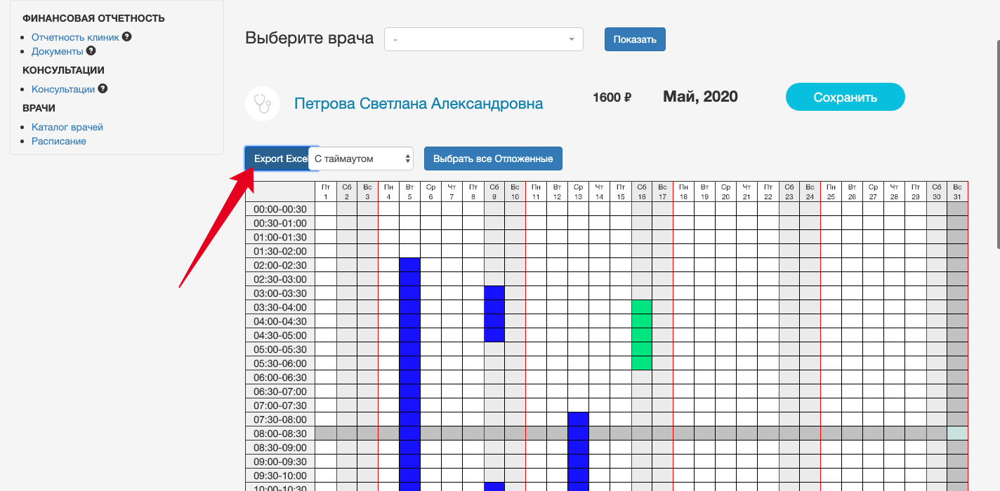 ФИНАНСОВАЯ ОТЧЕТНОСТЬ
Отчетность клиник ?
Документы ?
КОНСУЛЬТАЦИИ
Консультации ?
ВРАЧИ
Каталог врачей
Расписание
Выберите врача - Показать
Петрова Светлана Александровна 1600 ₽ Май, 2020 Сохранить
Export Excel С таймаутом Выбрать все Отложенные
Пт Сб Вс Пн Вт Ср Чт Пт Сб Вс Пн Вт Ср Чт Пт Сб Вс Пн Вт Ср Чт Пт Сб Вс Пн Вт Ср Чт Пт Сб Вс
1 2 3 4 5 6 7 8 9 10 11 12 13 14 15 16 17 18 19 20 21 22 23 24 25 26 27 28 29 30 31
00:00-00:30
00:30-01:00
01:00-01:30
01:30-02:00
02:00-02:30
02:30-03:00
03:00-03:30
03:30-04:00
04:00-04:30
04:30-05:00
05:00-05:30
05:30-06:00
06:00-06:30
06:30-07:00
07:00-07:30
07:30-08:00
08:00-08:30
08:30-09:00
09:00-09:30
09:30-10:00
10:00-10:30